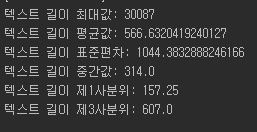 텍스트 길이 최대값: 30087
텍스트 길이 평균값: 566.6320419240127
텍스트 길이 표준편차: 1044.3832888246166
텍스트 길이 중간값: 314.0
텍스트 길이 제1사분위: 157.25
텍스트 길이 제3사분위: 607.0